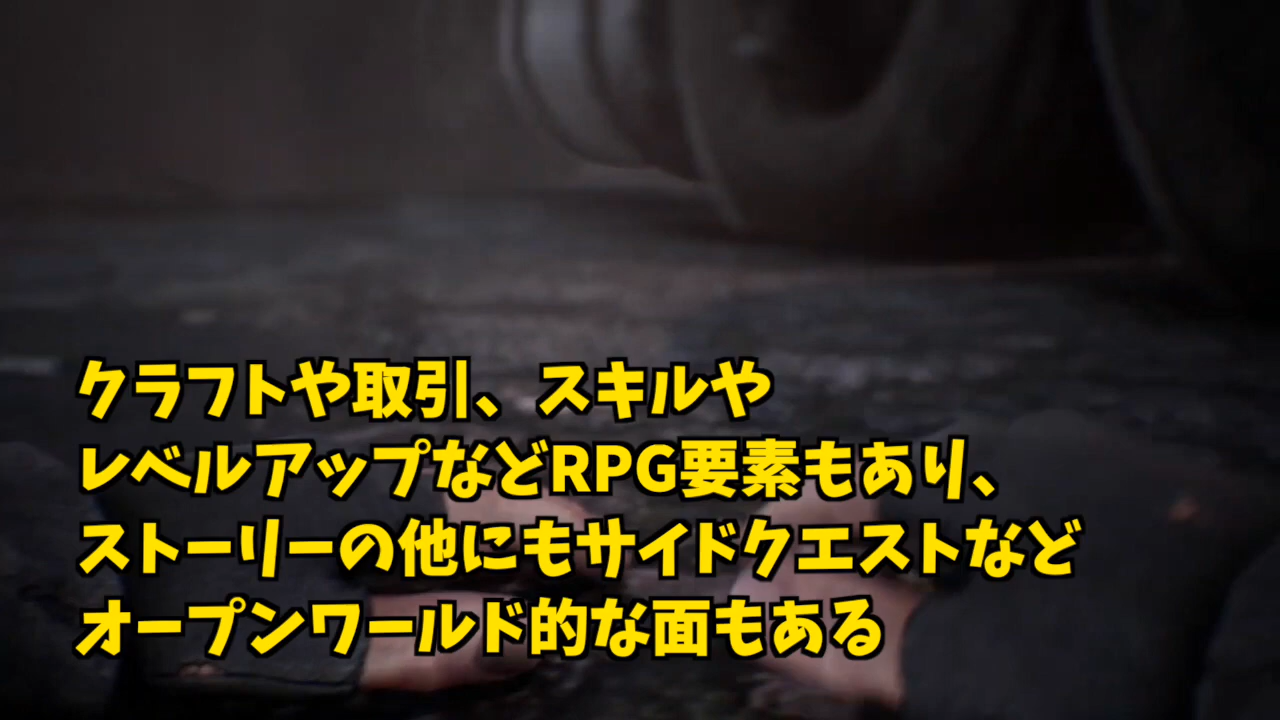 クラフトや取引、スキルや
レベルアップなどRPG要素もあり、
ストーリーの他にもサイドクエストなど
オープンワールド的な面もある